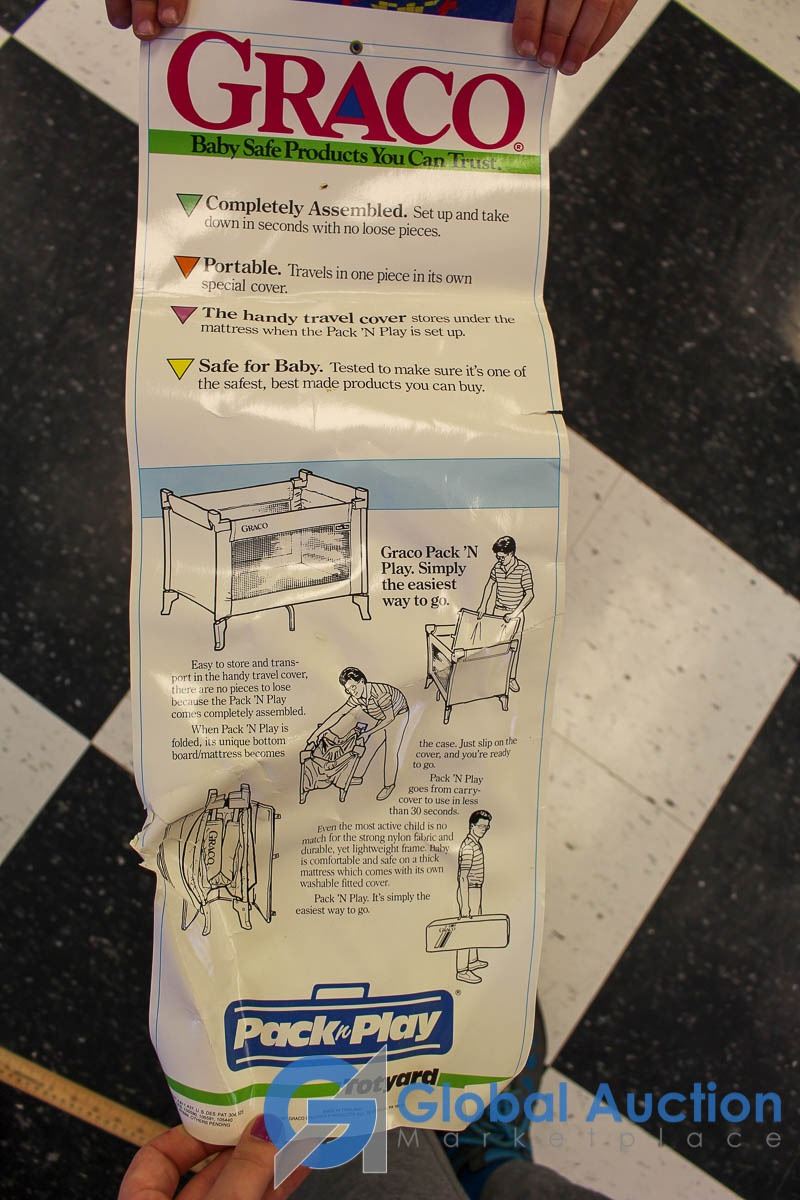 GRACO®
Baby Safe Products You Can Trust.
Completely Assembled. Set up and take
down in seconds with no loose pieces.
Portable. Travels in one piece in its own
special cover.
The handy travel cover stores under the
mattress when the Pack 'N Play is set up.
Safe for Baby. Tested to make sure it's one of
the safest, best made products you can buy.
GRACO
Graco Pack 'N
Play. Simply
the easiest
way to go.
Easy to store and trans-
port in the handy travel cover,
there are no pieces to lose
because the Pack 'N Play
comes completely assembled.
When Pack 'N Play is
folded, its unique bottom
board/mattress becomes
the case. Just slip on the
cover, and you're ready
to go.
Pack 'N Play
goes from carry-
cover to use in less
than 30 seconds.
GRACO
Even the most active child is no
match for the strong nylon fabric and
durable, yet lightweight frame. Baby
is comfortable and safe on a thick
mattress which comes with its own
washable fitted cover.
Pack 'N Play. It's simply the
easiest way to go.
GRACO
Pack n Play®
yard
U.S. DES. PAT. 304,525
OTHERS PENDING
GRACO
Global Auction
Marketplace